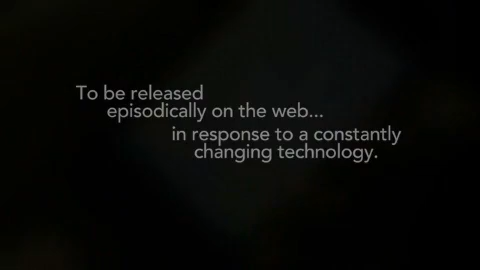 To be released
episodically on the web...
in response to a constantly
changing technology.